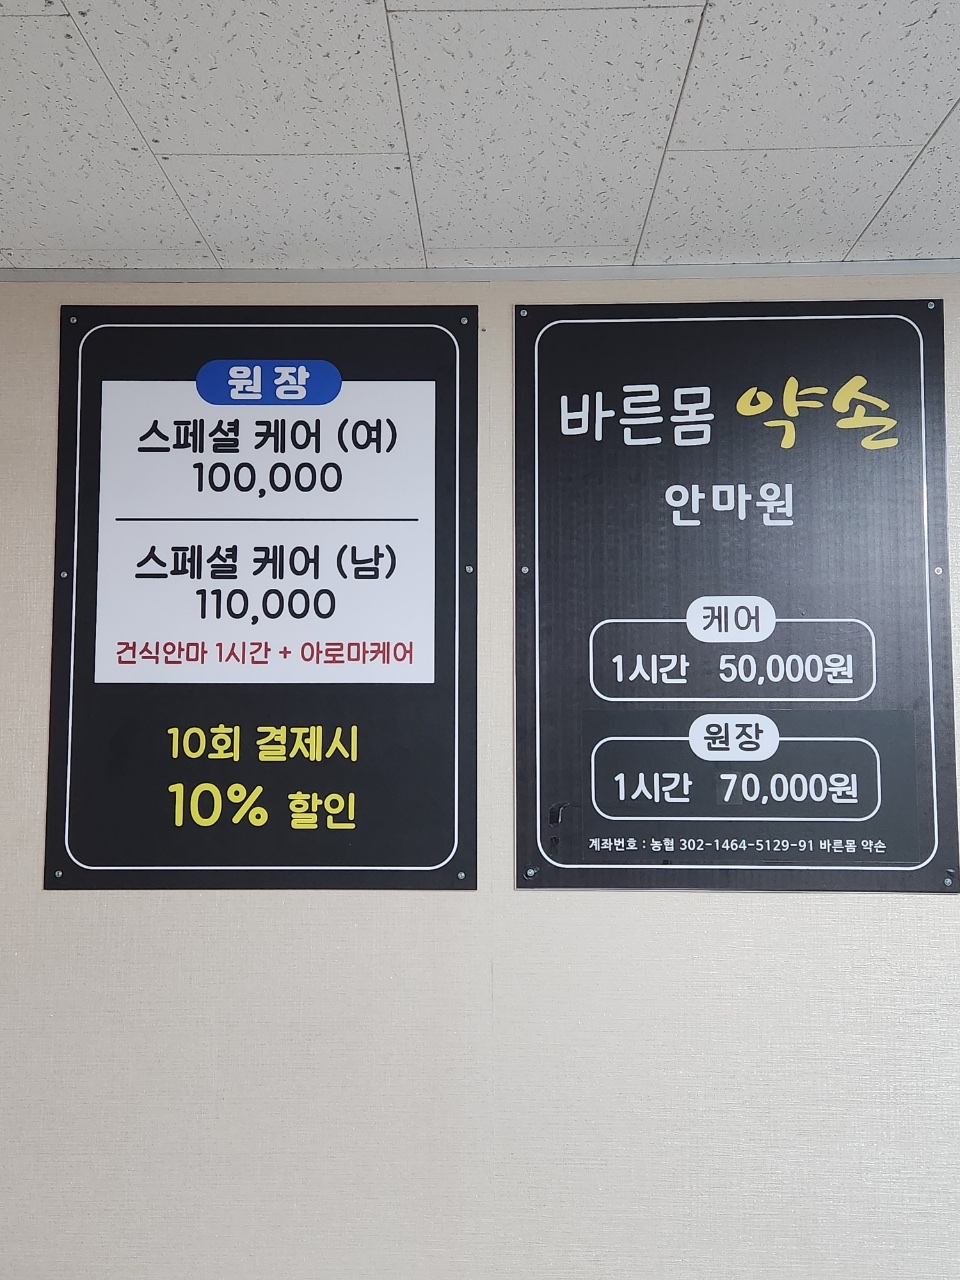 원장
스페셜 케어 (여)
100,000
스페셜 케어 (남)
110,000
건식안마 1시간 + 아로마케어
10회 결제시
10% 할인
바른몸 약손
안마원
케어
1시간 50,000원
원장
1시간 70,000원
계좌번호 : 농협 302-1464-5129-91 바른몸 약손